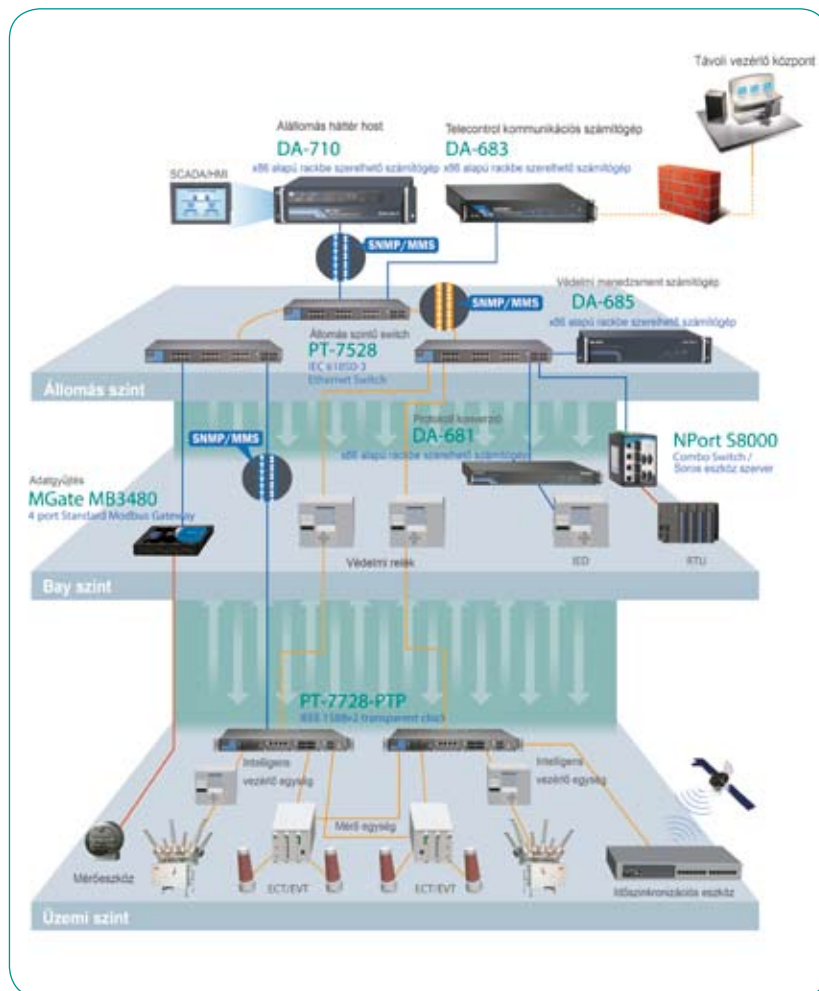 Távoli vezérlő központ
Alállomás háttér host
DA-710
x86 alapú rackbe szerelhető számítógép
Telecontrol kommunikációs számítógép
DA-683
x86 alapú rackbe szerelhető számítógép
SCADA/HMI
SNMP/MMS
SNMP/MMS
Védelmi menedzsment számítógép
DA-685
x86 alapú rackbe szerelhető számítógép
Állomás szintű switch
PT-7528
IEC 61850-3
Ethernet Switch
Állomás szint
SNMP/MMS
Protocoll konverzió
DA-681
x86 alapú rackbe szerelhető számítógép
NPort S8000
Combo Switch /
Soros eszköz szerver
Adatgyűjtés
MGate MB3480
4 port Standard Modbus Gateway
Védelmi relék
IED
RTU
Bay szint
PT-7728-PTP
IEEE 1588v2 transparent clock
Intelligens
vezérlő egység
Intelligens
vezérlő egység
Mérő egység
Mérőeszköz
ECT/EVT
ECT/EVT
Időszinkronizációs eszköz
Üzemi szint